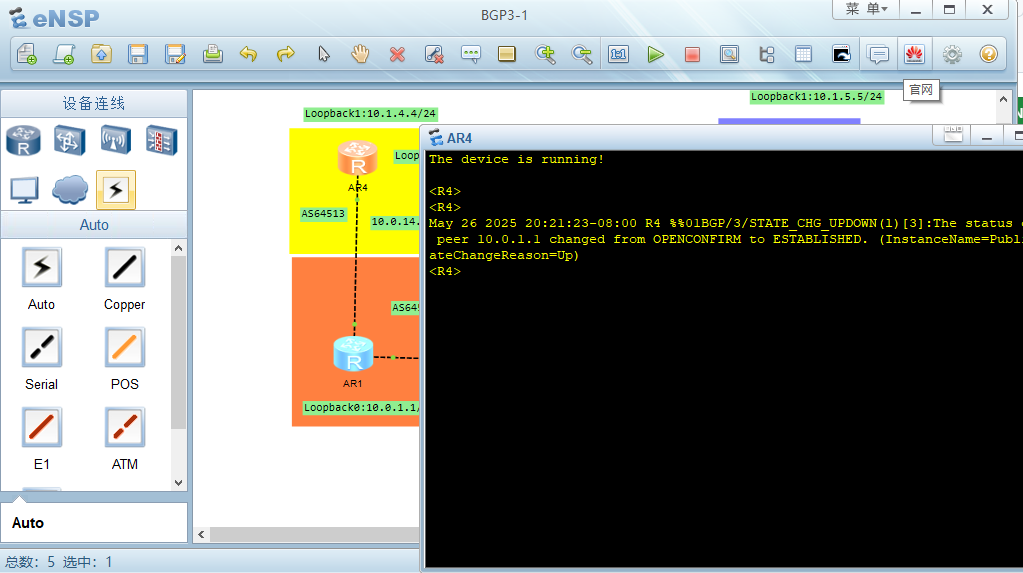 eNSP
BGP3-1
菜 单
官网
设备连线
R
Auto
Auto
Copper
Serial
POS
E1
ATM
Auto
总数: 5 选中: 1
Loopback1:10.1.4.4/24
Loopback1:10.1.5.5/24
R
AR4
AS64513
10.0.14.
R
AR1
Loopback0:10.0.1.1/
AR4
The device is running!
<R4>
<R4>
May 26 2025 20:21:23-08:00 R4 %%01BGP/3/STATE_CHG_UPDOWN(l)[3]:The status
peer 10.0.1.1 changed from OPENCONFIRM to ESTABLISHED. (InstanceName=Publi
ateChangeReason=Up)
<R4>